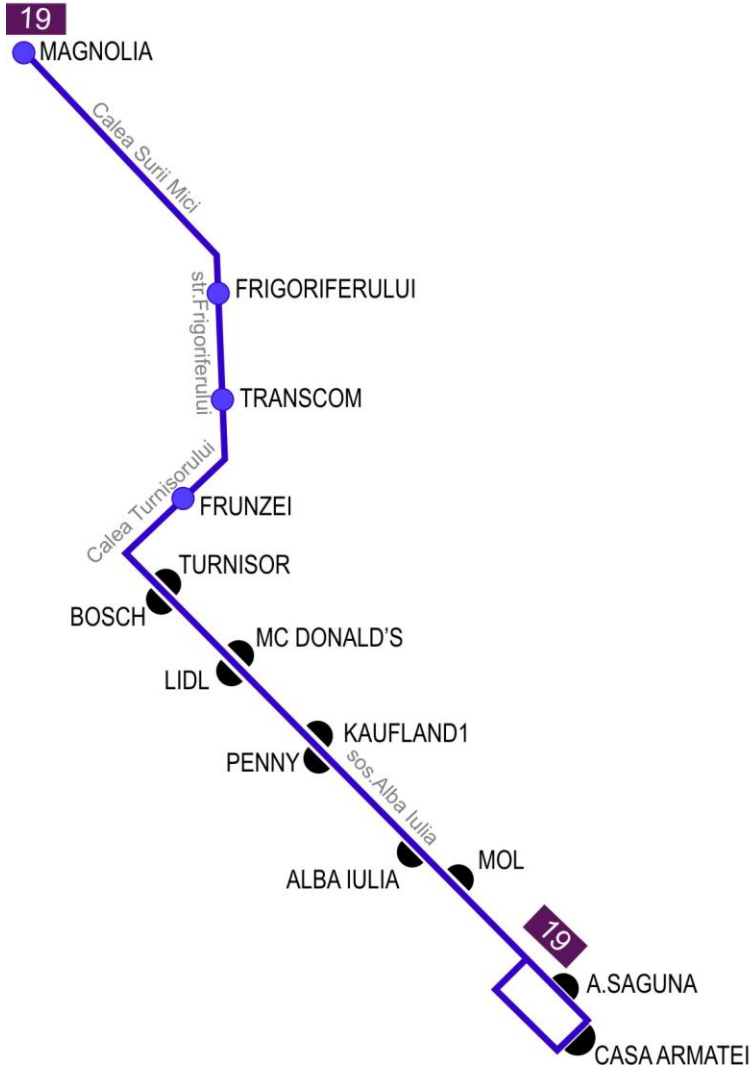 19
MAGNOLIA
Calea Surii Mici
FRIGORIFERULUI
str.Frigoriferului
TRANSCOM
Calea Turnisorului
FRUNZEI
TURNISOR
BOSCH
MC DONALD'S
LIDL
KAUFLAND1
PENNY
sos.Alba Iulia
ALBA IULIA
MOL
19
A.SAGUNA
CASA ARMATEI